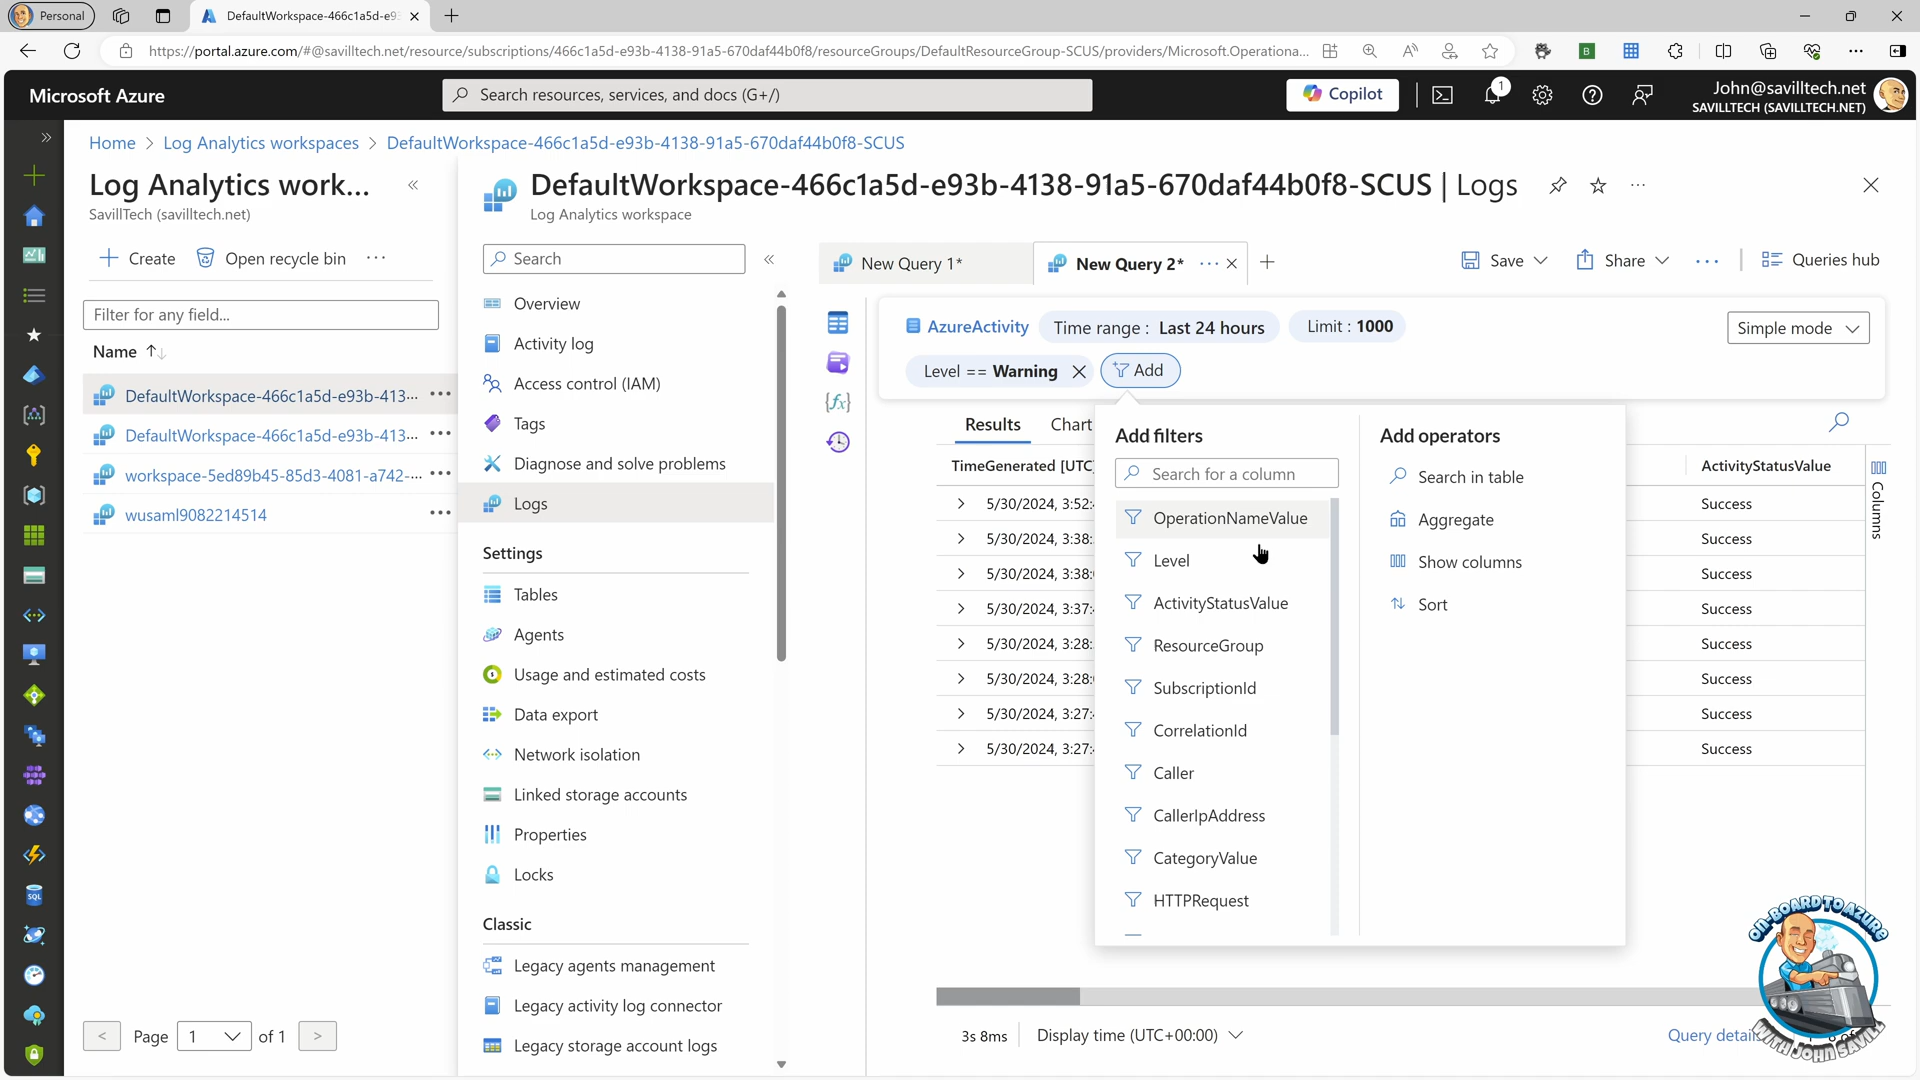 Personal
DefaultWorkspace-466c1a5d-e93
https://portal.azure.com/#@savilltech.net/resource/subscriptions/466c1a5d-e93b-4138-91a5-670daf44b0f8/resourceGroups/DefaultResourceGroup-SCUS/providers/Microsoft.Operationa...
Microsoft Azure
Search resources, services, and docs (G+/)
Copilot
1
John@savilltech.net
SAVILLTECH (SAVILLTECH.NET)
Home > Log Analytics workspaces > DefaultWorkspace-466c1a5d-e93b-4138-91a5-670daf44b0f8-SCUS
Log Analytics work...
SavillTech (savilltech.net)
Create
Open recycle bin
Filter for any field...
Name
DefaultWorkspace-466c1a5d-e93b-413...
DefaultWorkspace-466c1a5d-e93b-413...
workspace-5ed89b45-85d3-4081-a742-...
wusaml9082214514
Page 1 of 1
DefaultWorkspace-466c1a5d-e93b-4138-91a5-670daf44b0f8-SCUS | Logs
Log Analytics workspace
Search
Overview
Activity log
Access control (IAM)
Tags
Diagnose and solve problems
Logs
Settings
Tables
Agents
Usage and estimated costs
Data export
Network isolation
Linked storage accounts
Properties
Locks
Classic
Legacy agents management
Legacy activity log connector
Legacy storage account logs
New Query 1*
New Query 2*
Save
Share
Queries hub
AzureActivity
Time range : Last 24 hours
Limit : 1000
Simple mode
Level == Warning
Add
Results
Chart
TimeGenerated [UTC
ActivityStatusValue
5/30/2024, 3:52: Success
5/30/2024, 3:38: Success
5/30/2024, 3:38:0 Success
5/30/2024, 3:37: Success
5/30/2024, 3:28: Success
5/30/2024, 3:28:0 Success
5/30/2024, 3:27: Success
5/30/2024, 3:27: Success
Columns
Add filters
Search for a column
OperationNameValue
Level
ActivityStatusValue
ResourceGroup
SubscriptionId
CorrelationId
Caller
CallerIpAddress
CategoryValue
HTTPRequest
Add operators
Search in table
Aggregate
Show columns
Sort
3s 8ms
Display time (UTC+00:00)
Query details
ON-BOARD TO AZURE
WITH JOHN SAVILL